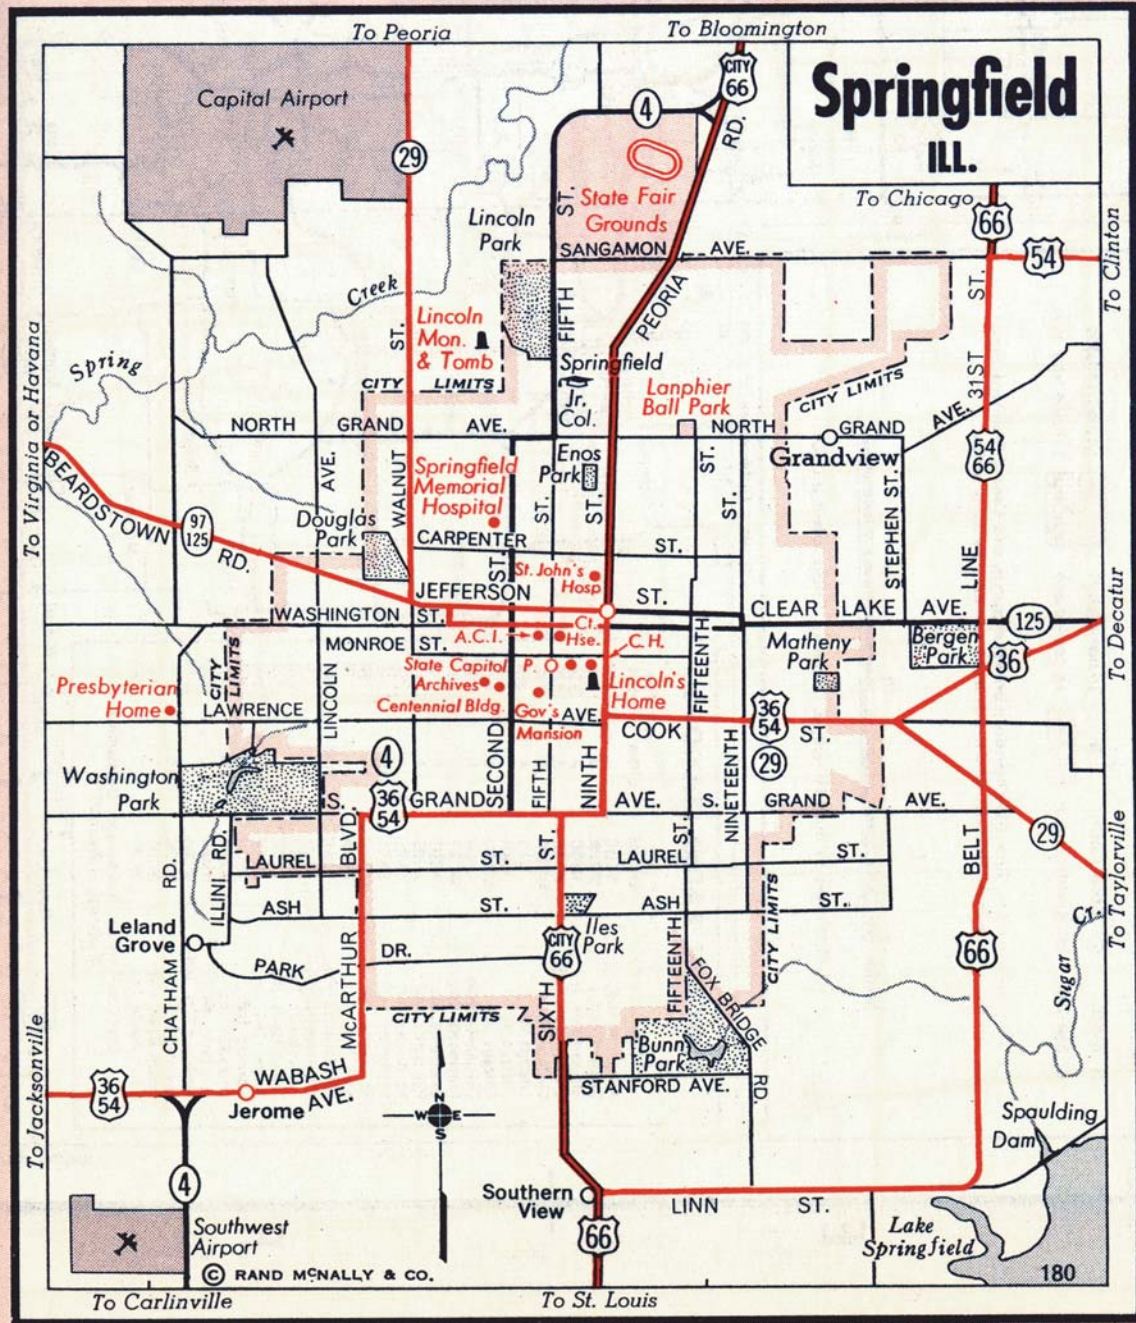 To Peoria
To Bloomington
Springfield
ILL.
Capital Airport
CITY
66
4
RD.
29
State Fair
Grounds
ST.
Lincoln
Park
To Chicago
66
54
To Clinton
SANGAMON AVE.
Creek
ST.
Lincoln
Mon.
& Tomb
FIFTH
PEORIA
ST.
31ST
Spring
CITY LIMITS
Springfield
Jr.
Col.
Lanphier
Ball Park
CITY LIMITS
AVE.
To Virginia or Havana
NORTH GRAND AVE.
NORTH GRAND
Grandview
54
66
BEARDSTOWN
RD.
97
125
AVE.
WALNUT
Springfield
Memorial
Hospital
Enos
Park
ST.
ST.
ST.
ST.
STEPHEN ST.
Douglas
Park
CARPENTER ST.
ST.
St. John's
Hosp
LINE
JEFFERSON ST.
WASHINGTON ST.
CLEAR LAKE AVE.
125
To Decatur
MONROE ST.
A.C.I.
Ct.
Hse.
C.H.
FIFTEENTH
Matheny
Park
Bergen
Park
36
CITY
LIMITS
LINCOLN
State Capitol
Archives
Centennial Bldg.
P.
Lincoln's
Home
Presbyterian
Home
LAWRENCE
Gov's
Mansion
AVE.
COOK ST.
36
54
29
Washington
Park
4
SECOND
FIFTH
NINTH
NINETEENTH
S. GRAND AVE.
36
54
S. GRAND AVE.
BLVD.
ST.
ST.
29
RD.
RD.
ILLINI
LAUREL ST.
LAUREL ST.
BELT
To Taylorville
ASH ST.
ASH ST.
Leland
Grove
Iles
Park
CITY LIMITS
Cr.
Sugar
PARK DR.
CITY
66
66
CHATHAM
McARTHUR
SIXTH
FIFTEENTH
FOX BRIDGE
RD
CITY LIMITS
Bunn
Park
STANFORD AVE.
To Jacksonville
36
54
WABASH
AVE.
Jerome
N
W E
S
Spaulding
Dam
4
Southern
View
LINN ST.
66
Lake
Springfield
Southwest
Airport
© RAND McNALLY & CO.
180
To Carlinville
To St. Louis